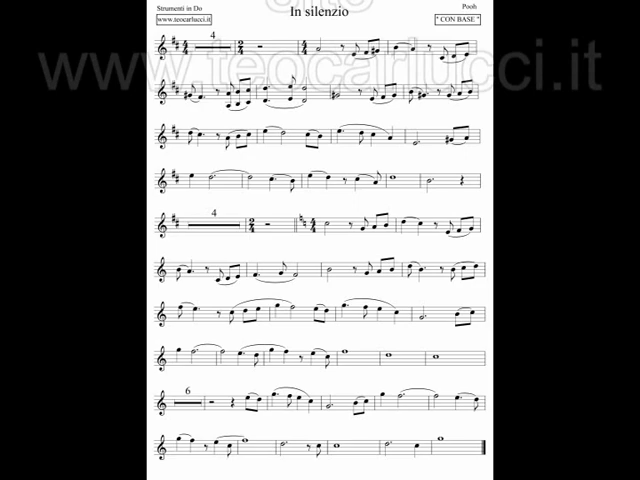 Strumenti in Do
In silenzio
Pooh
www.teocarlucci.it
" CON BASE "
4
www.teocarlucci.it
4
6